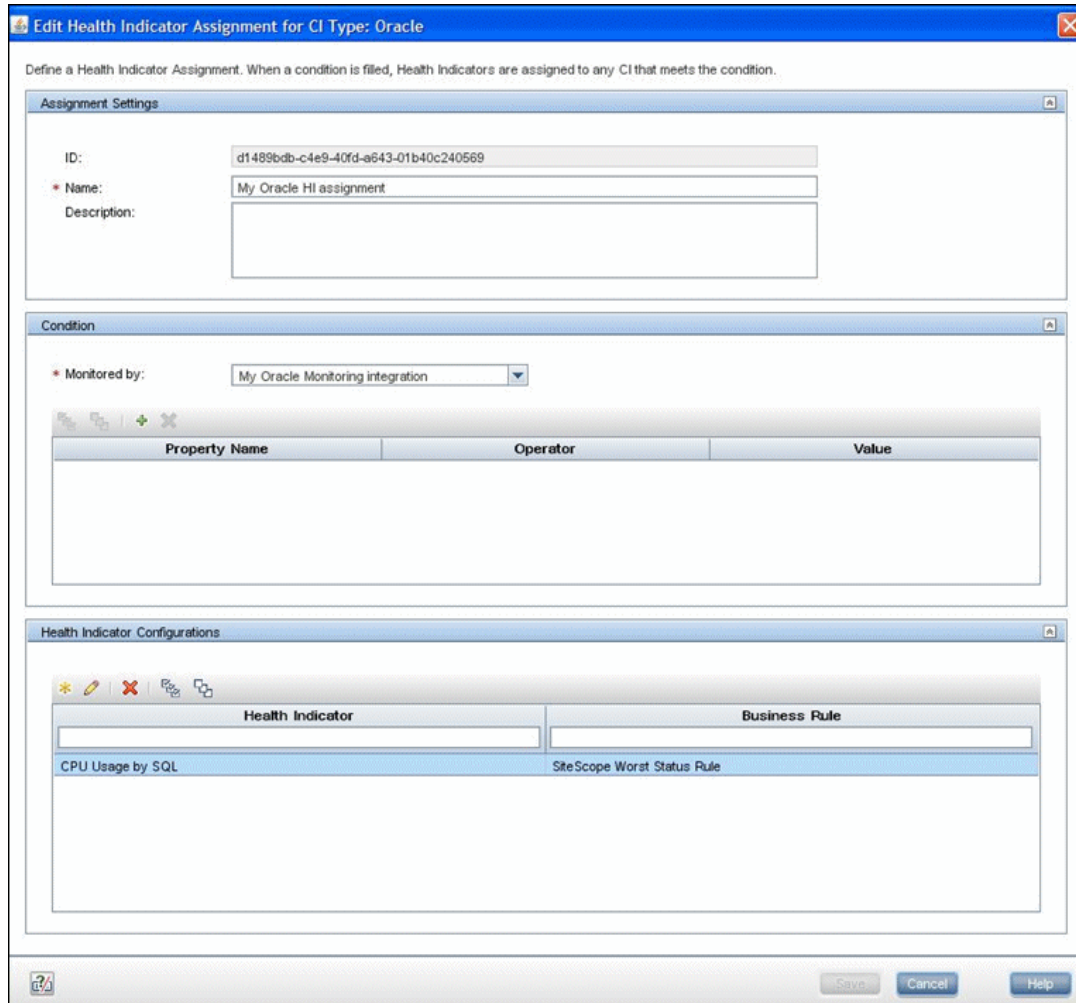 Edit Health Indicator Assignment for CI Type: Oracle
Define a Health Indicator Assignment. When a condition is filled, Health Indicators are assigned to any CI that meets the condition.
Assignment Settings
ID: d1489bdb-c4e9-40fd-a643-01b40c240569
* Name: My Oracle HI assignment
Description:
Condition
* Monitored by: My Oracle Monitoring integration
Property Name Operator Value
Health Indicator Configurations
Health Indicator Business Rule
CPU Usage by SQL SiteScope Worst Status Rule
Save Cancel Help